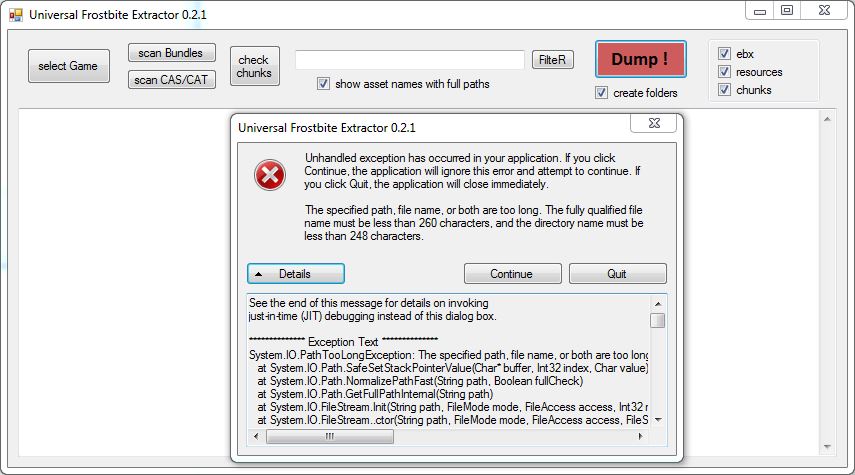 Universal Frostbite Extractor 0.2.1
select Game
scan Bundles
scan CAS/CAT
check
chunks
FilteR
show asset names with full paths
Dump !
create folders
ebx
resources
chunks
Universal Frostbite Extractor 0.2.1
Unhandled exception has occurred in your application. If you click
Continue, the application will ignore this error and attempt to continue. If
you click Quit, the application will close immediately.
The specified path, file name, or both are too long. The fully qualified file
name must be less than 260 characters, and the directory name must be
less than 248 characters.
Details
Continue
Quit
See the end of this message for details on invoking
just-in-time (JIT) debugging instead of this dialog box.
************** Exception Text **************
System.IO.PathTooLongException: The specified path, file name, or both are too long
at System.IO.Path.SafeSetStackPointerValue(Char* buffer, Int32 index, Char value)
at System.IO.Path.NormalizePathFast(String path, Boolean fullCheck)
at System.IO.Path.GetFullPathInternal(String path)
at System.IO.FileStream.Init(String path, FileMode mode, FileAccess access, Int32
at System.IO.FileStream..ctor(String path, FileMode mode, FileAccess access, FileS